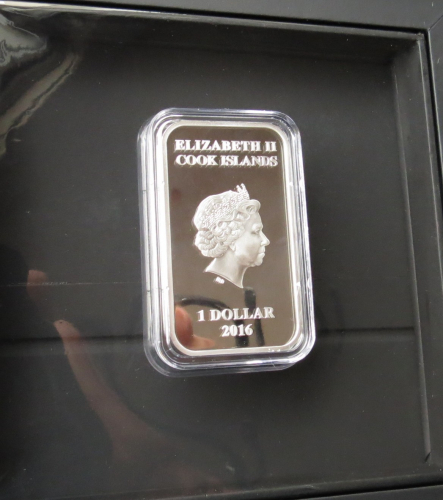 ELIZABETH II
COOK ISLANDS
1 DOLLAR
2016